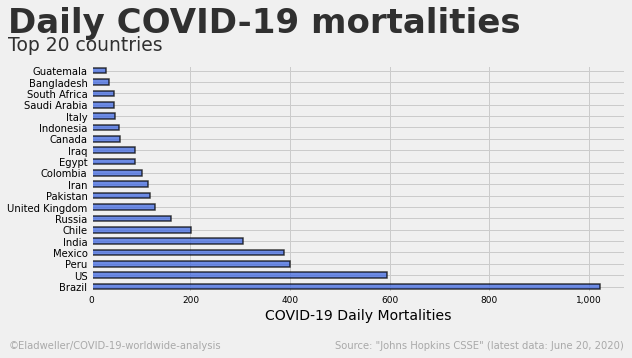 Daily COVID-19 mortalities
Top 20 countries
Guatemala
Bangladesh
South Africa
Saudi Arabia
Italy
Indonesia
Canada
Iraq
Egypt
Colombia
Iran
Pakistan
United Kingdom
Russia
Chile
India
Mexico
Peru
US
Brazil
0 200 400 600 800 1,000
COVID-19 Daily Mortalities
©Eladweller/COVID-19-worldwide-analysis Source: "Johns Hopkins CSSE" (latest data: June 20, 2020)